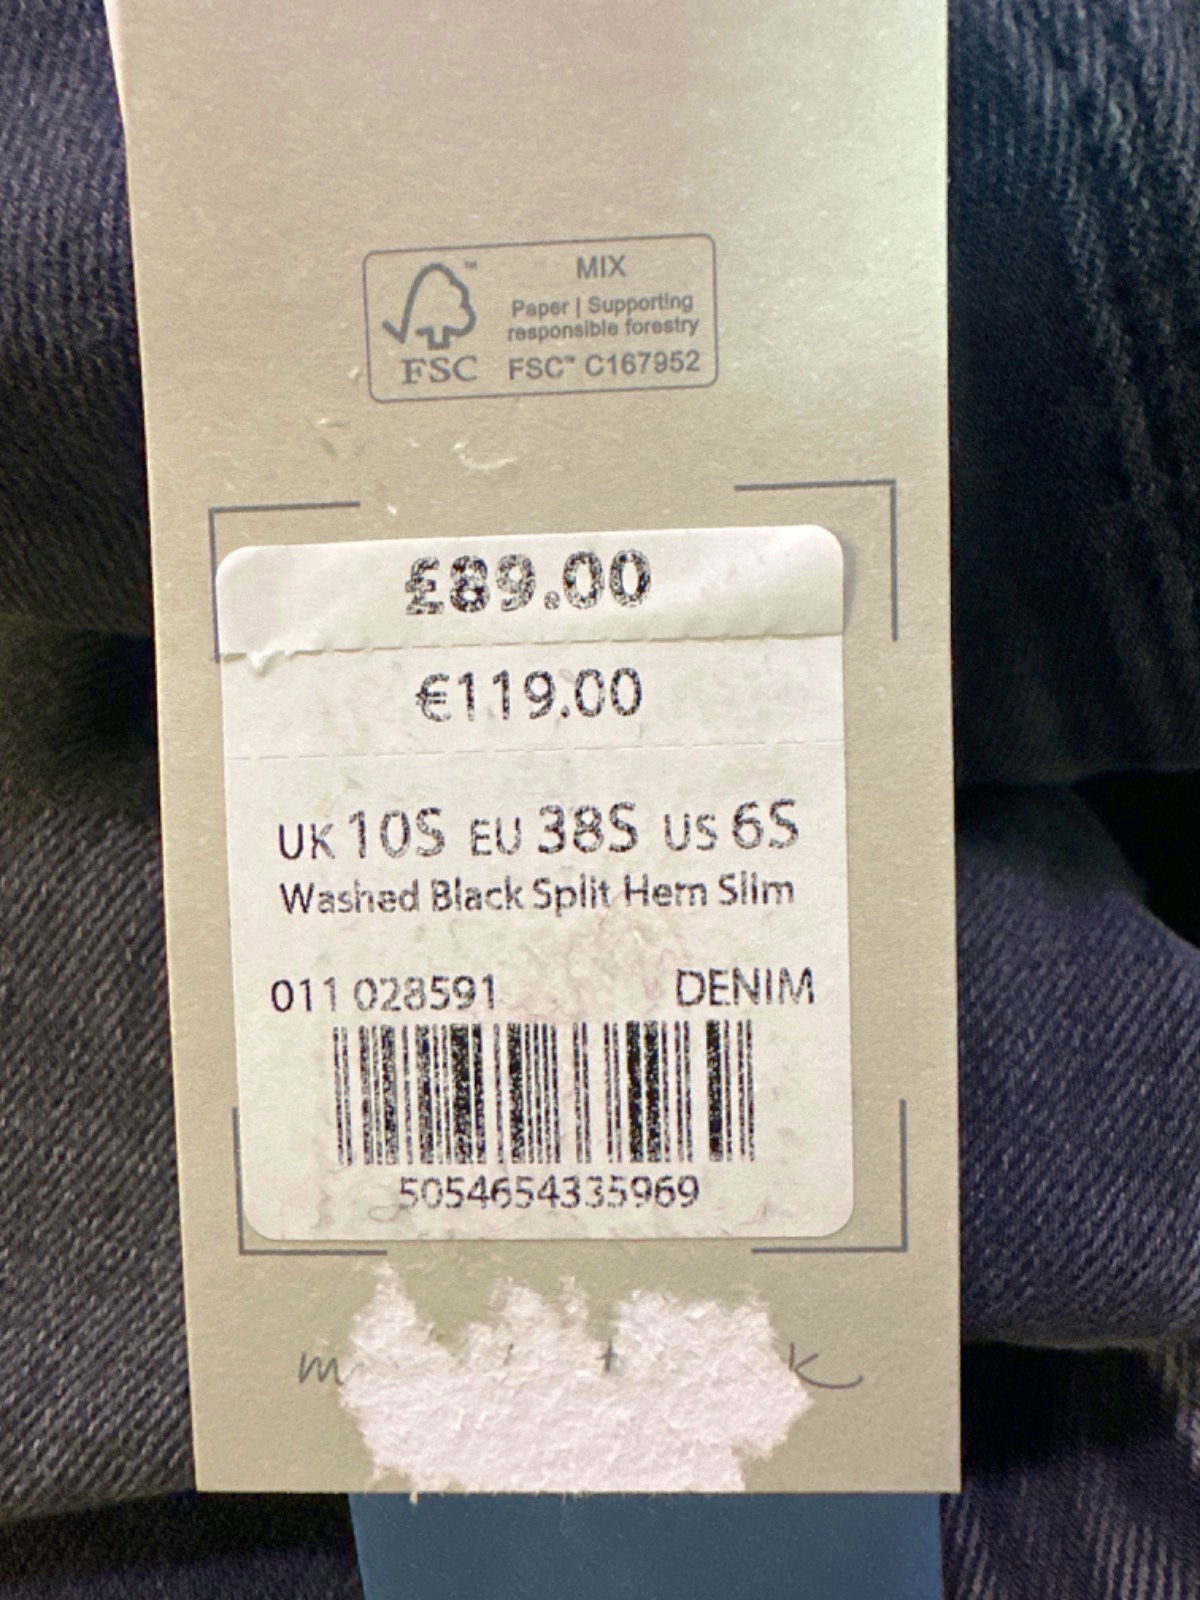 MIX
Paper | Supporting
responsible forestry
FSC™ C167952
FSC
£89.00
€119.00
UK 10S EU 38S US 6S
Washed Black Split Hem Slim
011 028591 DENIM
5054654335969